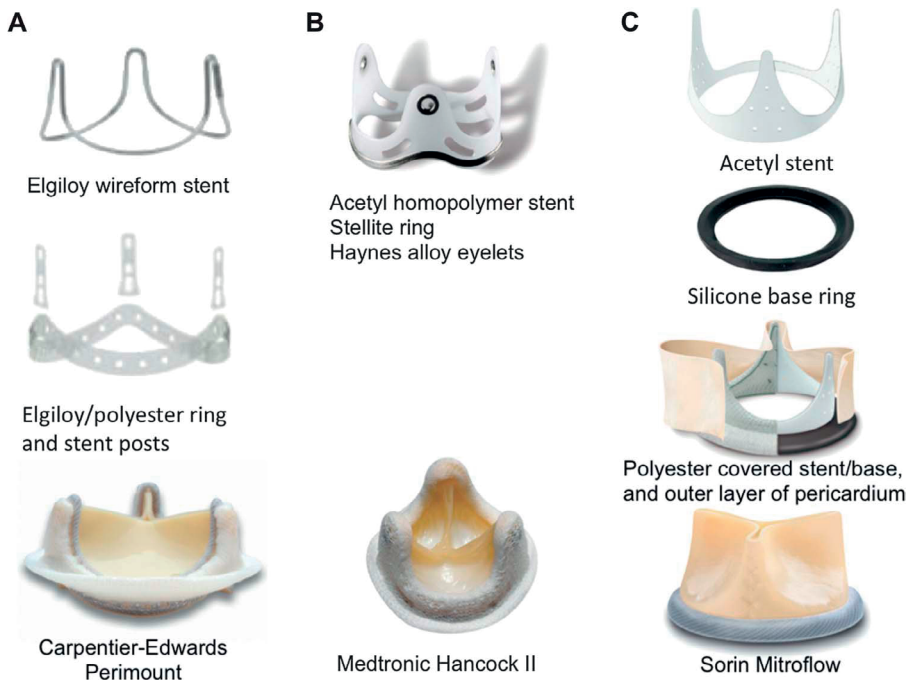 A
Elgiloy wireform stent
Elgiloy/polyester ring
and stent posts
Carpentier-Edwards
Perimount
B
Acetyl homopolymer stent
Stellite ring
Haynes alloy eyelets
Medtronic Hancock II
C
Acetyl stent
Silicone base ring
Polyester covered stent/base,
and outer layer of pericardium
Sorin Mitroflow